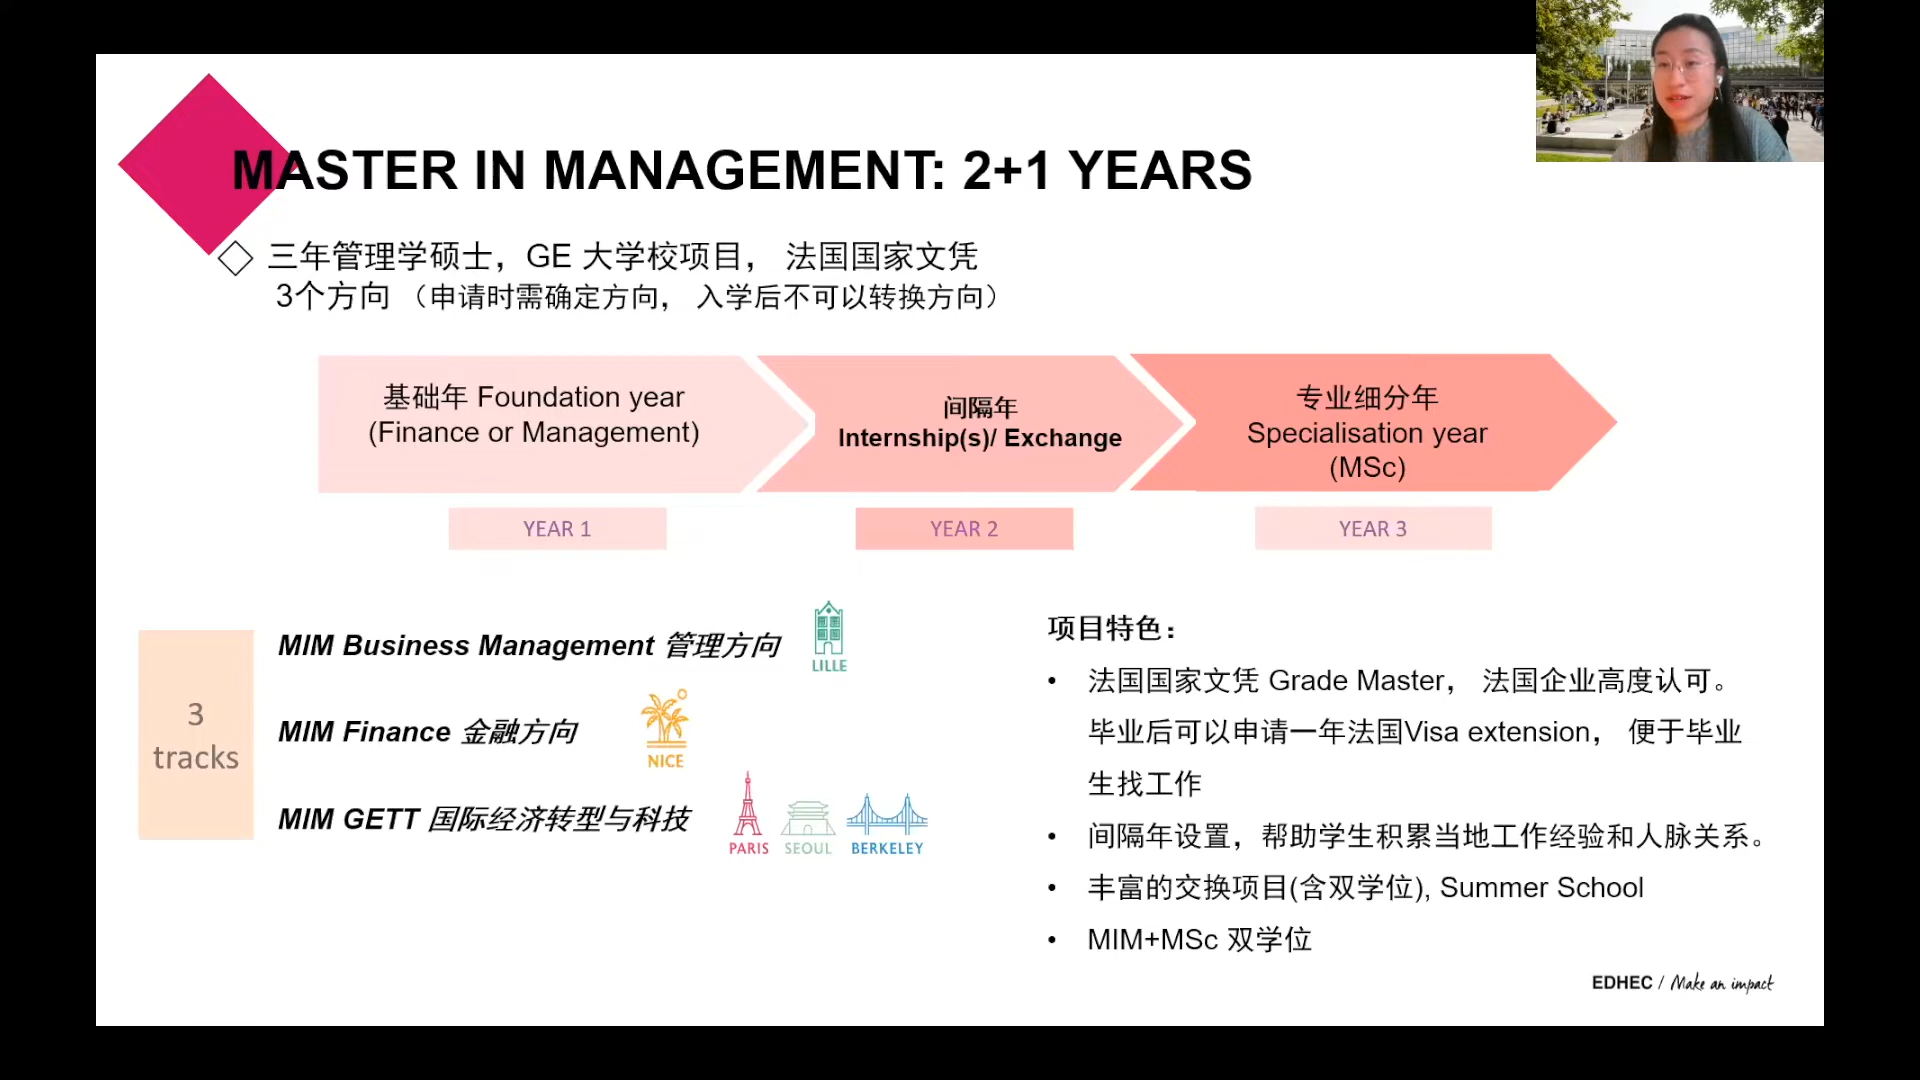 MASTER IN MANAGEMENT: 2+1 YEARS
三年管理学硕士，GE 大学校项目， 法国国家文凭
3个方向 （申请时需确定方向， 入学后不可以转换方向）
基础年 Foundation year
(Finance or Management)
间隔年
Internship(s)/ Exchange
专业细分年
Specialisation year
(MSc)
YEAR 1
YEAR 2
YEAR 3
3
tracks
MIM Business Management 管理方向
LILLE
MIM Finance 金融方向
NICE
MIM GETT 国际经济转型与科技
PARIS
SEOUL
BERKELEY
项目特色：
• 法国国家文凭 Grade Master， 法国企业高度认可。
毕业后可以申请一年法国Visa extension， 便于毕业
生找工作
• 间隔年设置，帮助学生积累当地工作经验和人脉关系。
• 丰富的交换项目(含双学位), Summer School
• MIM+MSc 双学位
EDHEC / Make an impact